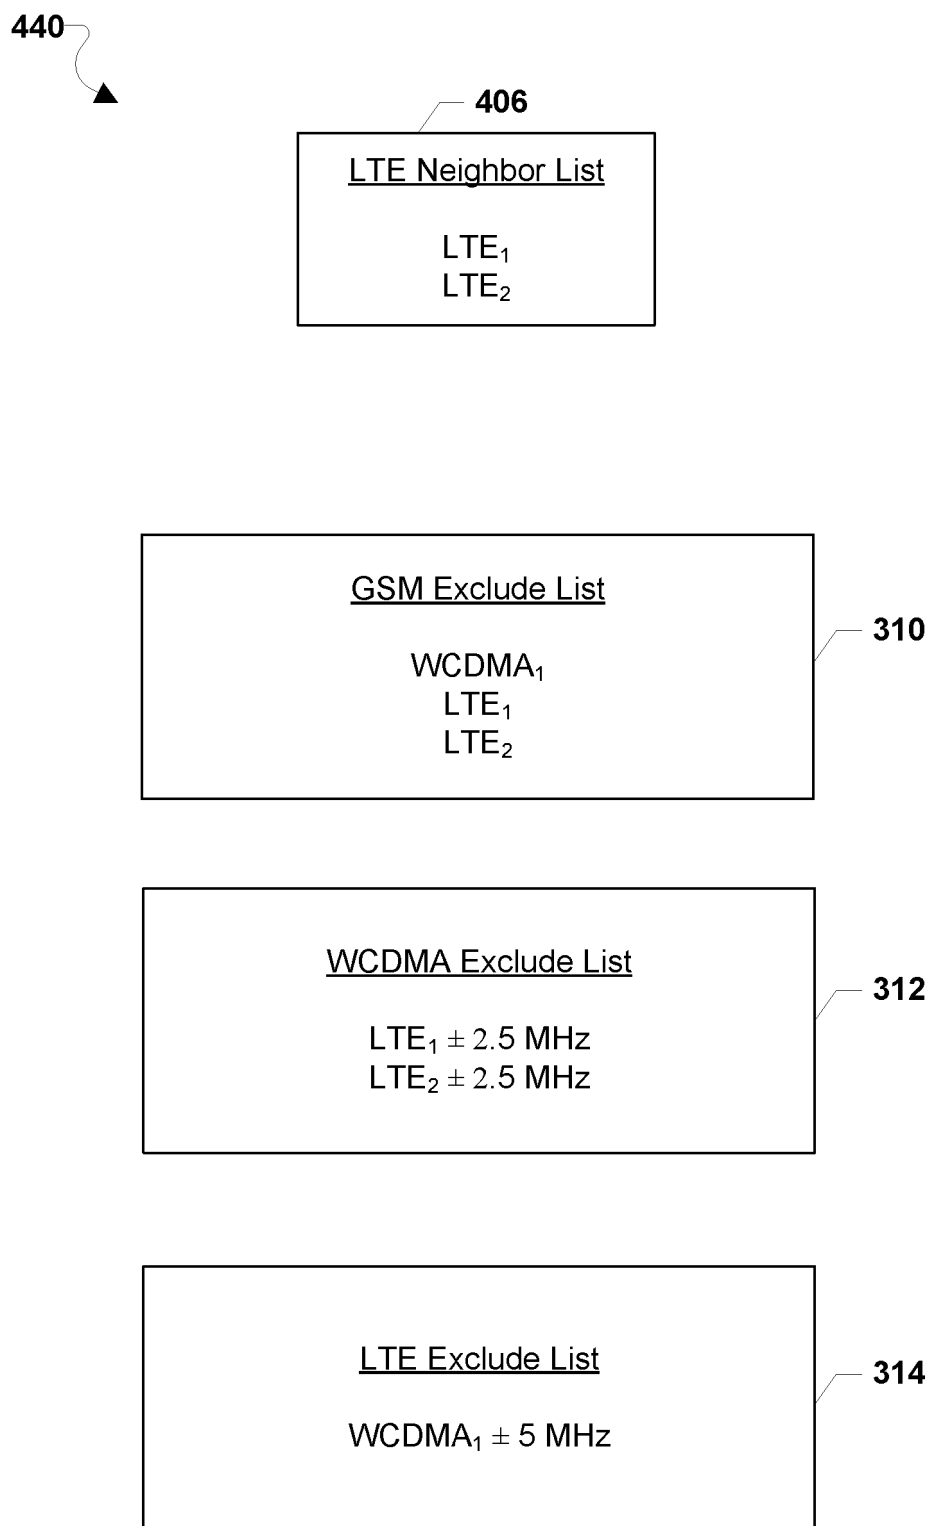 440
406
LTE Neighbor List
LTE₁
LTE₂
GSM Exclude List
310
WCDMA₁
LTE₁
LTE₂
WCDMA Exclude List
312
LTE₁ ± 2.5 MHz
LTE₂ ± 2.5 MHz
LTE Exclude List
314
WCDMA₁ ± 5 MHz